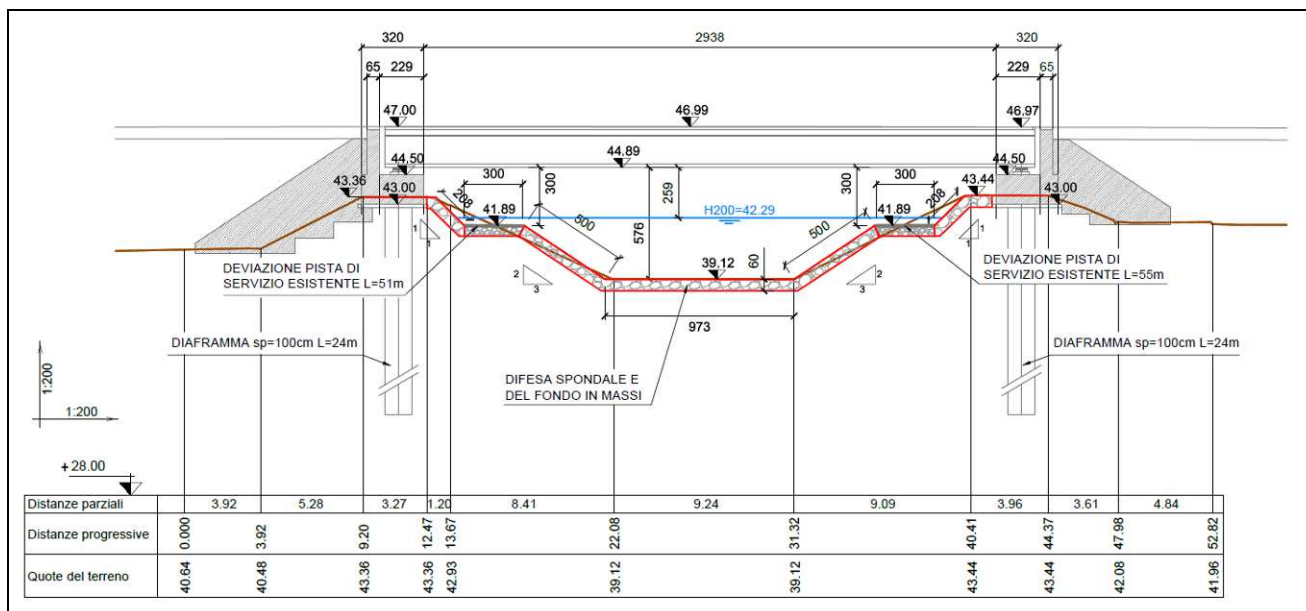 320 2938 320
65 229 229 65
47.00 46.99 46.97
44.50 44.89 44.50
43.36 43.00 208 300 300 259 300 300 208 43.44 43.00
41.89 H200=42.29 41.89
500 576 500
1 1 1 1
DEVIAZIONE PISTA DI
SERVIZIO ESISTENTE L=51m
2 3 39.12 60 2 3
DEVIAZIONE PISTA DI
SERVIZIO ESISTENTE L=55m
973
DIAFRAMMA sp=100cm L=24m
DIAFRAMMA sp=100cm L=24m
DIFESA SPONDALE E
DEL FONDO IN MASSI
1:200
1:200
+28.00
Distanze parziali 3.92 5.28 3.27 1.20 8.41 9.24 9.09 3.96 3.61 4.84
Distanze progressive 0.000 3.92 9.20 12.47 13.67 22.08 31.32 40.41 44.37 47.98 52.82
Quote del terreno 40.64 40.48 43.36 43.36 42.93 39.12 39.12 43.44 43.44 42.08 41.96